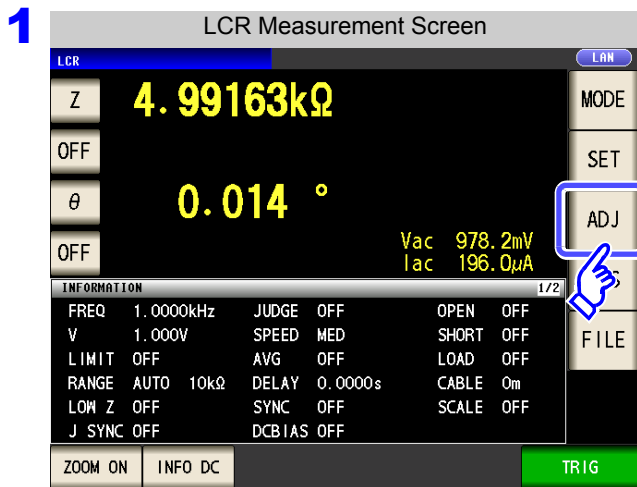 1
LCR Measurement Screen
LCR
LAN
Z
4.99163kΩ
MODE
OFF
SET
θ
0.014 °
ADJ
OFF
Vac 978.2mV
Iac 196.0µA
INFORMATION 1/2
FREQ 1.0000kHz JUDGE OFF OPEN OFF
V 1.000V SPEED MED SHORT OFF
FILE
LIMIT OFF AVG OFF LOAD OFF
RANGE AUTO 10kΩ DELAY 0.0000s CABLE 0m
LOW Z OFF SYNC OFF SCALE OFF
J SYNC OFF DCBIAS OFF
ZOOM ON INFO DC TRIG